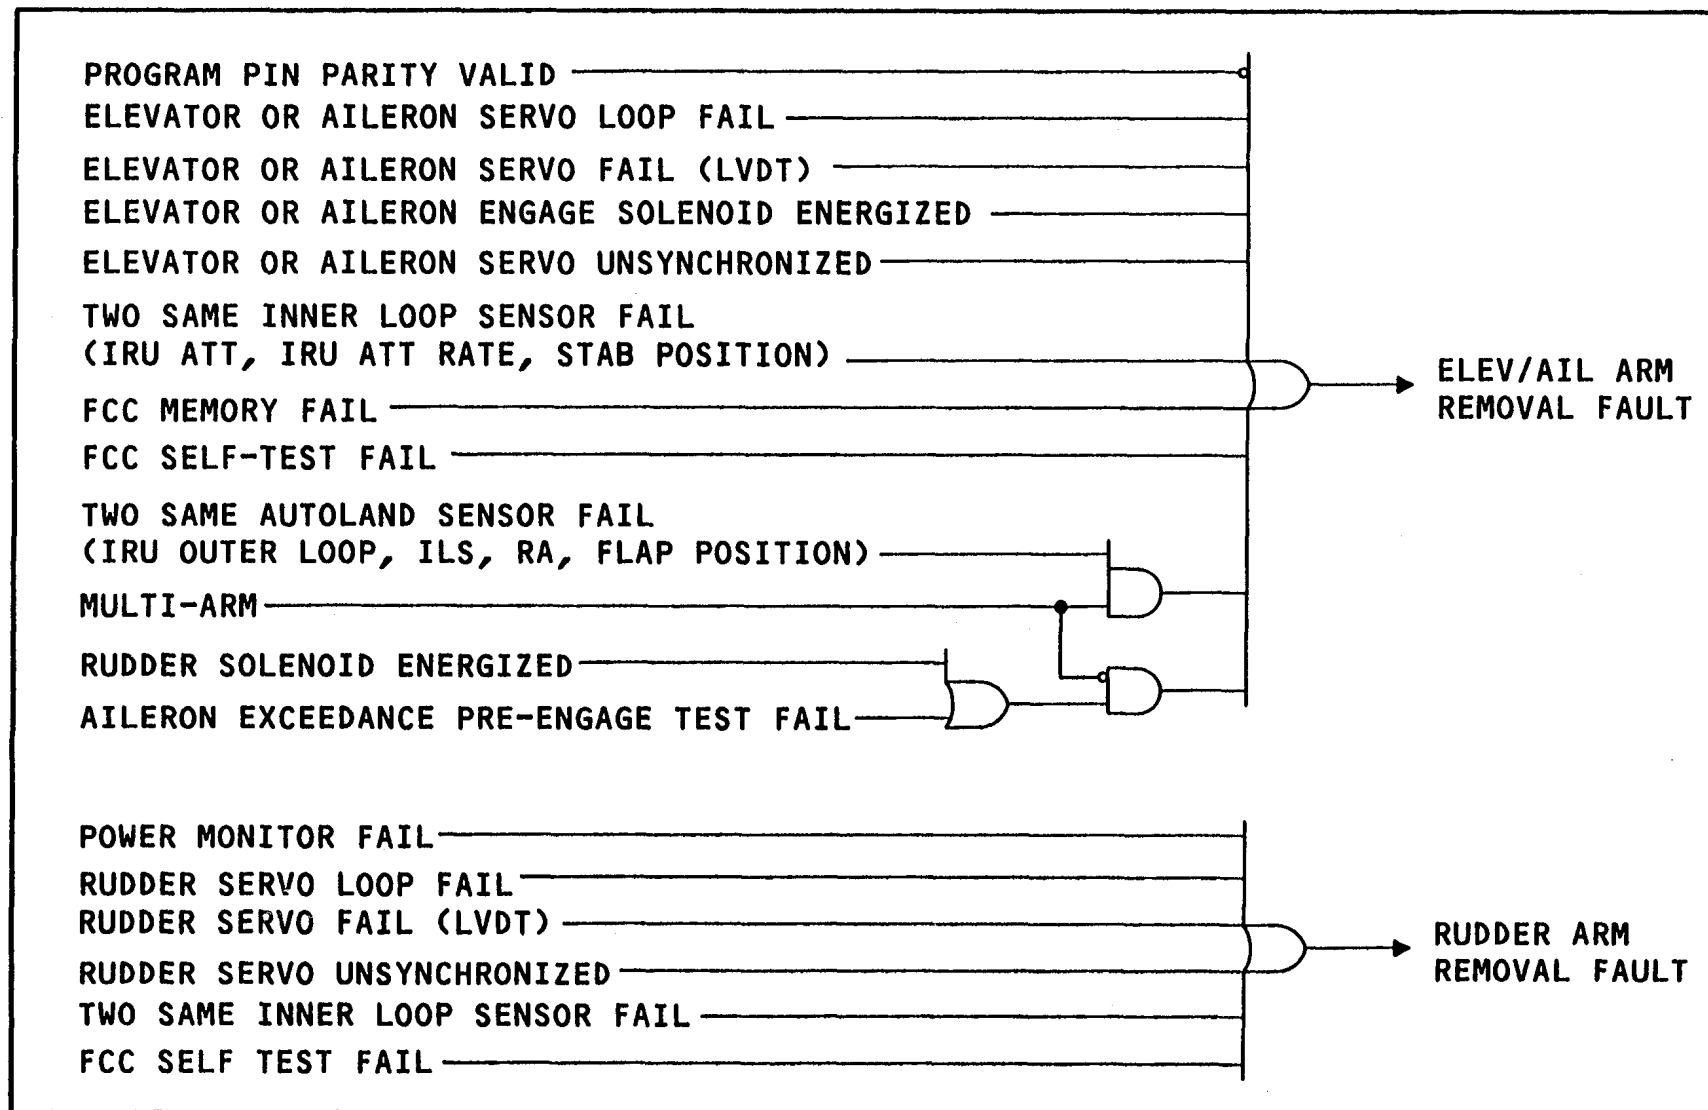 PROGRAM PIN PARITY VALID
ELEVATOR OR AILERON SERVO LOOP FAIL
ELEVATOR OR AILERON SERVO FAIL (LVDT)
ELEVATOR OR AILERON ENGAGE SOLENOID ENERGIZED
ELEVATOR OR AILERON SERVO UNSYNCHRONIZED
TWO SAME INNER LOOP SENSOR FAIL
(IRU ATT, IRU ATT RATE, STAB POSITION)
FCC MEMORY FAIL
FCC SELF-TEST FAIL
TWO SAME AUTOLAND SENSOR FAIL
(IRU OUTER LOOP, ILS, RA, FLAP POSITION)
MULTI-ARM
RUDDER SOLENOID ENERGIZED
AILERON EXCEEDANCE PRE-ENGAGE TEST FAIL
ELEV/AIL ARM
REMOVAL FAULT
POWER MONITOR FAIL
RUDDER SERVO LOOP FAIL
RUDDER SERVO FAIL (LVDT)
RUDDER SERVO UNSYNCHRONIZED
TWO SAME INNER LOOP SENSOR FAIL
FCC SELF TEST FAIL
RUDDER ARM
REMOVAL FAULT